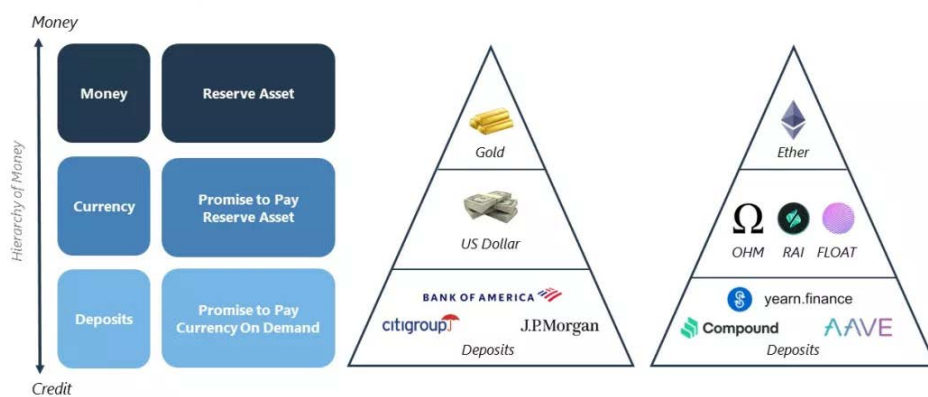 Money
Hierarchy of Money
Money
Reserve Asset
Currency
Promise to Pay
Reserve Asset
Deposits
Promise to Pay
Currency On Demand
Credit
Gold
US Dollar
BANK OF AMERICA
citigroup
J.P.Morgan
Deposits
Ether
Ω
OHM RAI FLOAT
yearn.finance
Compound
AAVE
Deposits